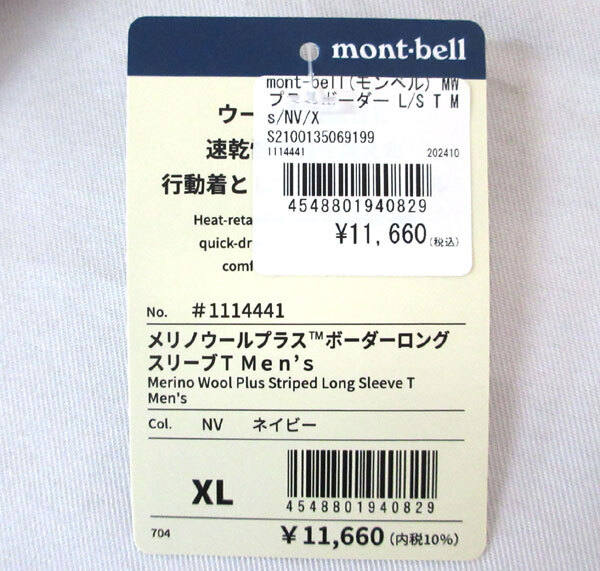 mont-bell
mont-bell(モンベル) MW
プラスボーダー L/S T M
s/NV/X
S2100135069199
1114441 202410
4548801940829
¥11,660(税込)
ウー
速乾
行動着と
Heat-reta
quick-dr
comf
No. #1114441
メリノウールプラス™ボーダーロング
スリーブT Men's
Merino Wool Plus Striped Long Sleeve T
Men's
Col. NV ネイビー
XL
4548801940829
704 ¥11,660(内税10%)